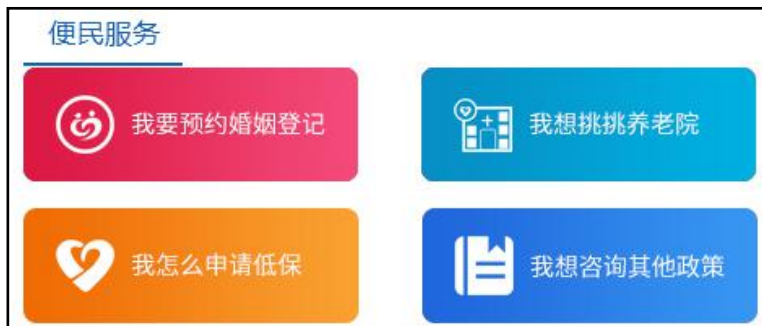 便民服务
我要预约婚姻登记
我想挑挑养老院
我怎么申请低保
我想咨询其他政策